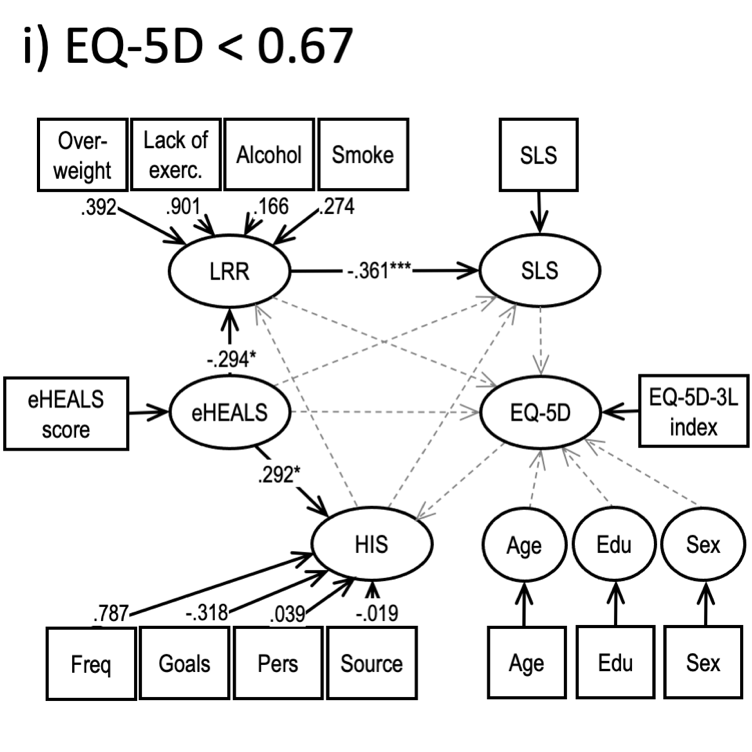 i) EQ-5D < 0.67
Over-
weight
Lack of
exerc.
Alcohol
Smoke
SLS
.392
.901
.166
.274
LRR
-.361***
SLS
-.294*
eHEALS
score
eHEALS
EQ-5D
EQ-5D-3L
index
.292*
HIS
Age
Edu
Sex
.787
-.318
.039
-.019
Freq
Goals
Pers
Source
Age
Edu
Sex